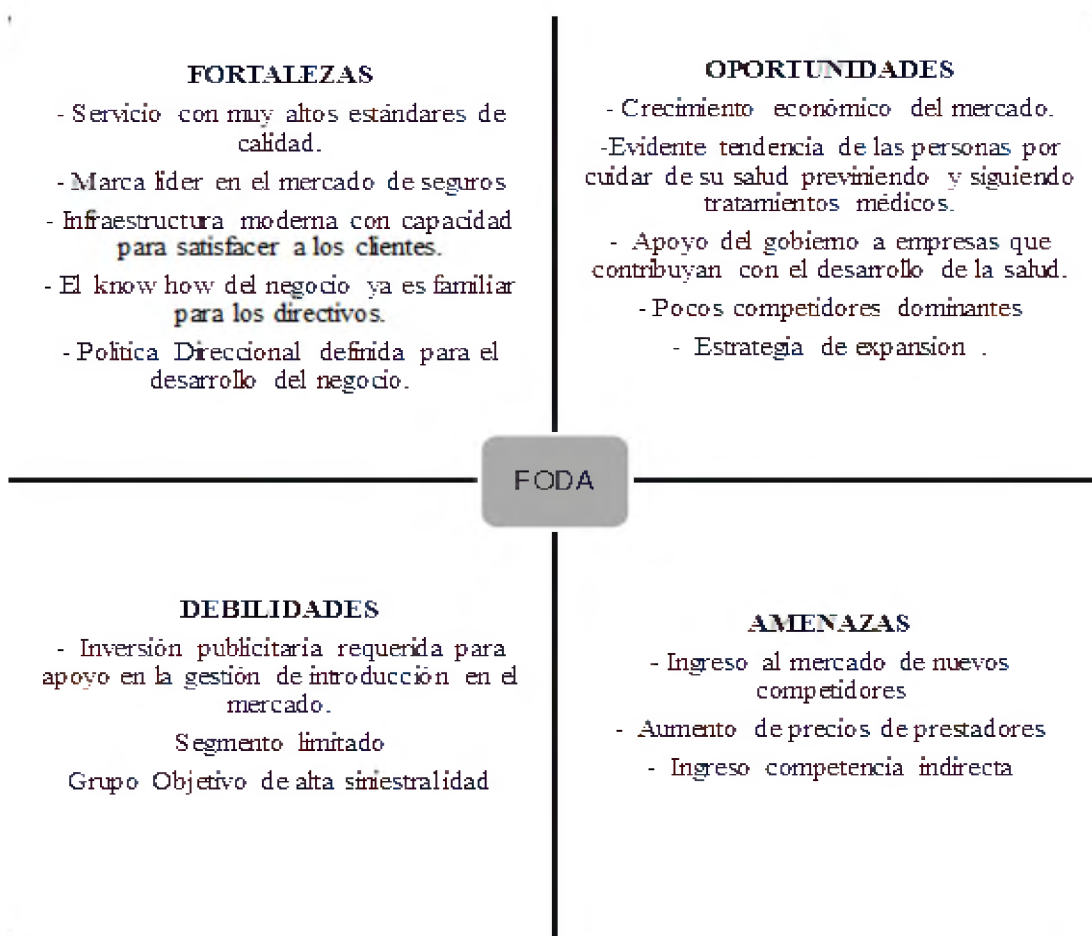 FORTALEZAS
- Servicio con muy altos estándares de
calidad.
- Marca líder en el mercado de seguros
- Infraestructura moderna con capacidad
para satisfacer a los clientes.
- El know how del negocio ya es familiar
para los directivos.
- Política Direccional definida para el
desarrollo del negocio.
OPORTUNIDADES
- Crecimiento económico del mercado.
-Evidente tendencia de las personas por
cuidar de su salud previniendo y siguiendo
tratamientos médicos.
- Apoyo del gobierno a empresas que
contribuyan con el desarrollo de la salud.
- Pocos competidores dominantes
- Estrategia de expansion .
FODA
DEBILIDADES
- Inversión publicitaria requerida para
apoyo en la gestión de introducción en el
mercado.
Segmento limitado
Grupo Objetivo de alta siniestralidad
AMENAZAS
- Ingreso al mercado de nuevos
competidores
- Aumento de precios de prestadores
- Ingreso competencia indirecta